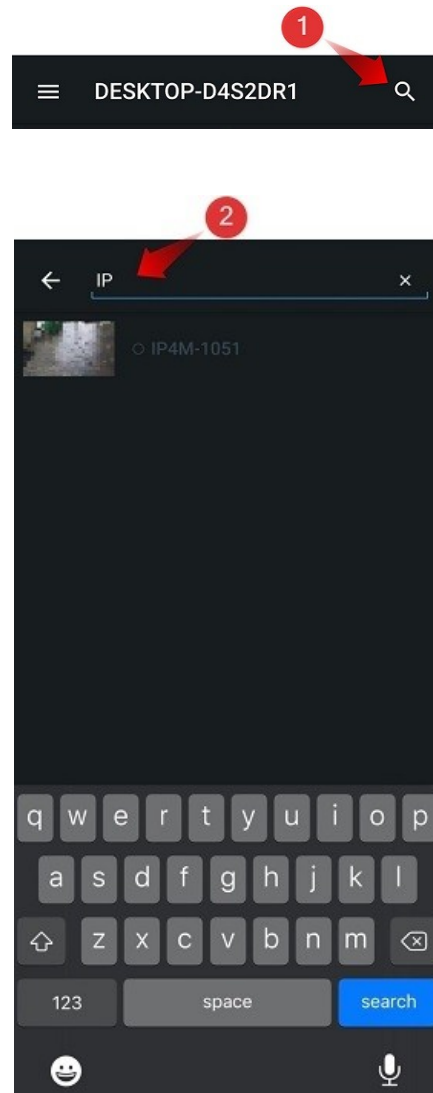 1
DESKTOP-D4S2DR1
2
IP
IP4M-1051
q w e r t y u i o p
a s d f g h j k l
z x c v b n m
123 space search